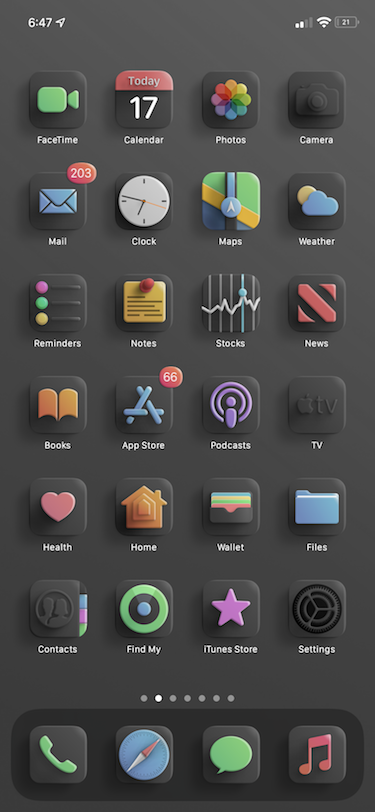 6:47
21
Today
17
FaceTime Calendar Photos Camera
203
Mail Clock Maps Weather
Reminders Notes Stocks News
66
tv
Books App Store Podcasts TV
Health Home Wallet Files
Contacts Find My iTunes Store Settings